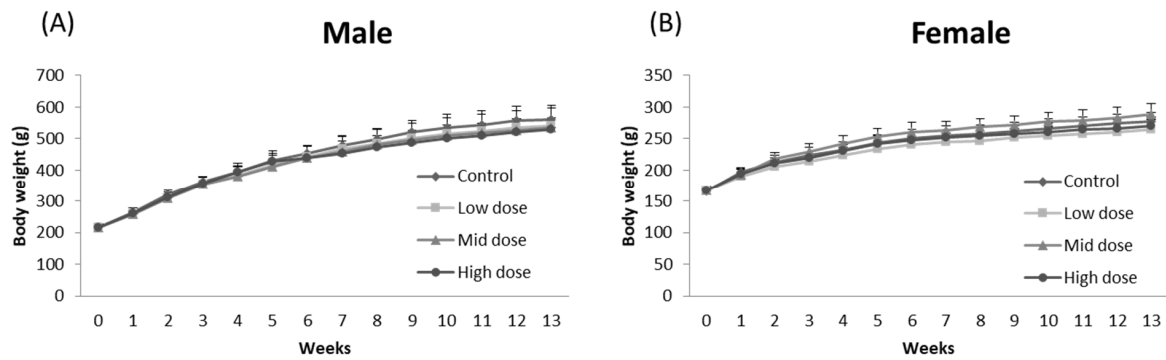 (A)
Male
Body weight (g)
700
600
500
400
300
200
100
0
Control
Low dose
Mid dose
High dose
0 1 2 3 4 5 6 7 8 9 10 11 12 13
Weeks
(B)
Female
Body weight (g)
350
300
250
200
150
100
50
0
Control
Low dose
Mid dose
High dose
0 1 2 3 4 5 6 7 8 9 10 11 12 13
Weeks